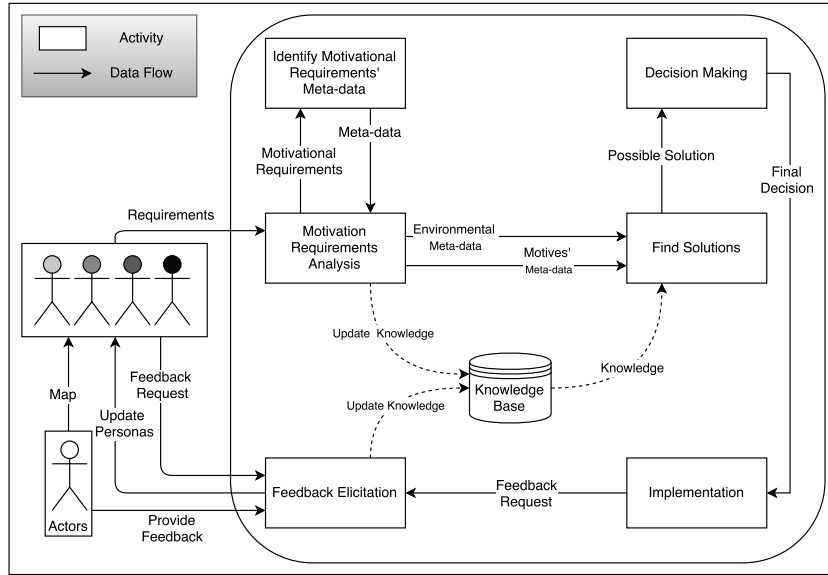 Activity
Data Flow
Identify Motivational
Requirements'
Meta-data
Decision Making
Meta-data
Motivational
Requirements
Possible Solution
Final
Decision
Requirements
Motivation
Requirements
Analysis
Environmental
Meta-data
Motives'
Meta-data
Find Solutions
Update Knowledge
Knowledge
Knowledge
Base
Update Knowledge
Feedback
Request
Map
Update
Personas
Actors
Provide
Feedback
Feedback Elicitation
Feedback
Request
Implementation